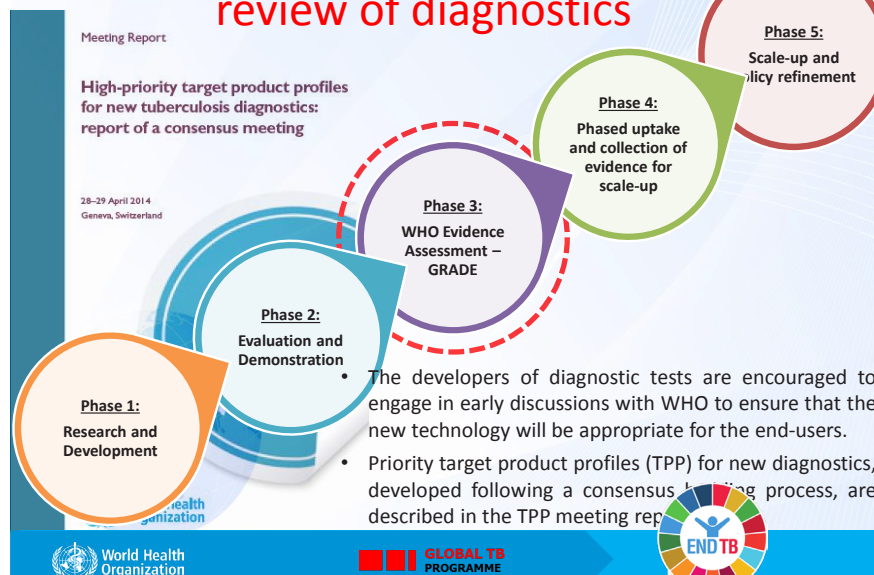 review of diagnostics
Meeting Report
High-priority target product profiles
for new tuberculosis diagnostics:
report of a consensus meeting
28–29 April 2014
Geneva, Switzerland
Phase 1:
Research and
Development
Phase 2:
Evaluation and
Demonstration
Phase 3:
WHO Evidence
Assessment –
GRADE
Phase 4:
Phased uptake
and collection of
evidence for
scale-up
Phase 5:
Scale-up and
policy refinement
• The developers of diagnostic tests are encouraged to
engage in early discussions with WHO to ensure that the
new technology will be appropriate for the end-users.
• Priority target product profiles (TPP) for new diagnostics,
developed following a consensus process, are
described in the TPP meeting
World Health
Organization
GLOBAL TB
PROGRAMME
END TB